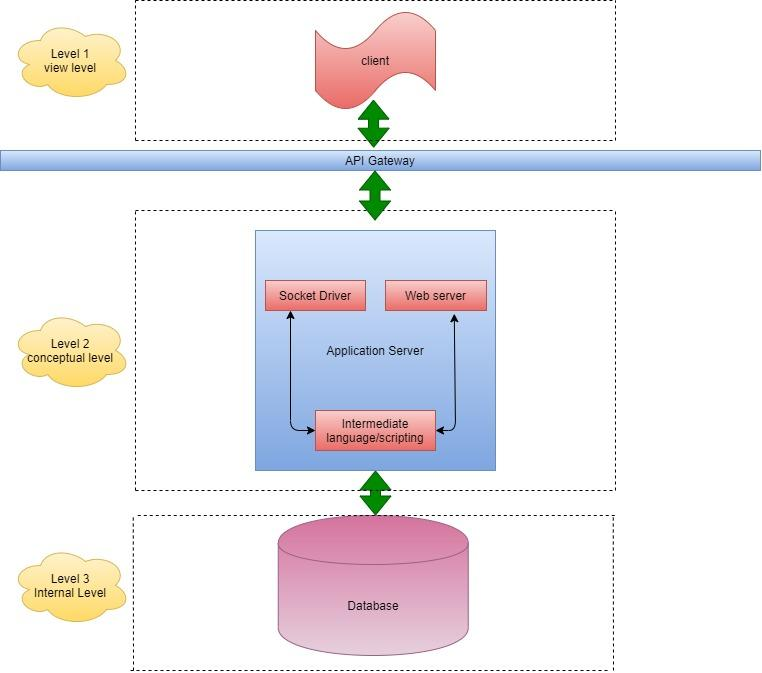 Level 1
view level
client
API Gateway
Socket Driver
Web server
Level 2
conceptual level
Application Server
Intermediate
language/scripting
Level 3
Internal Level
Database